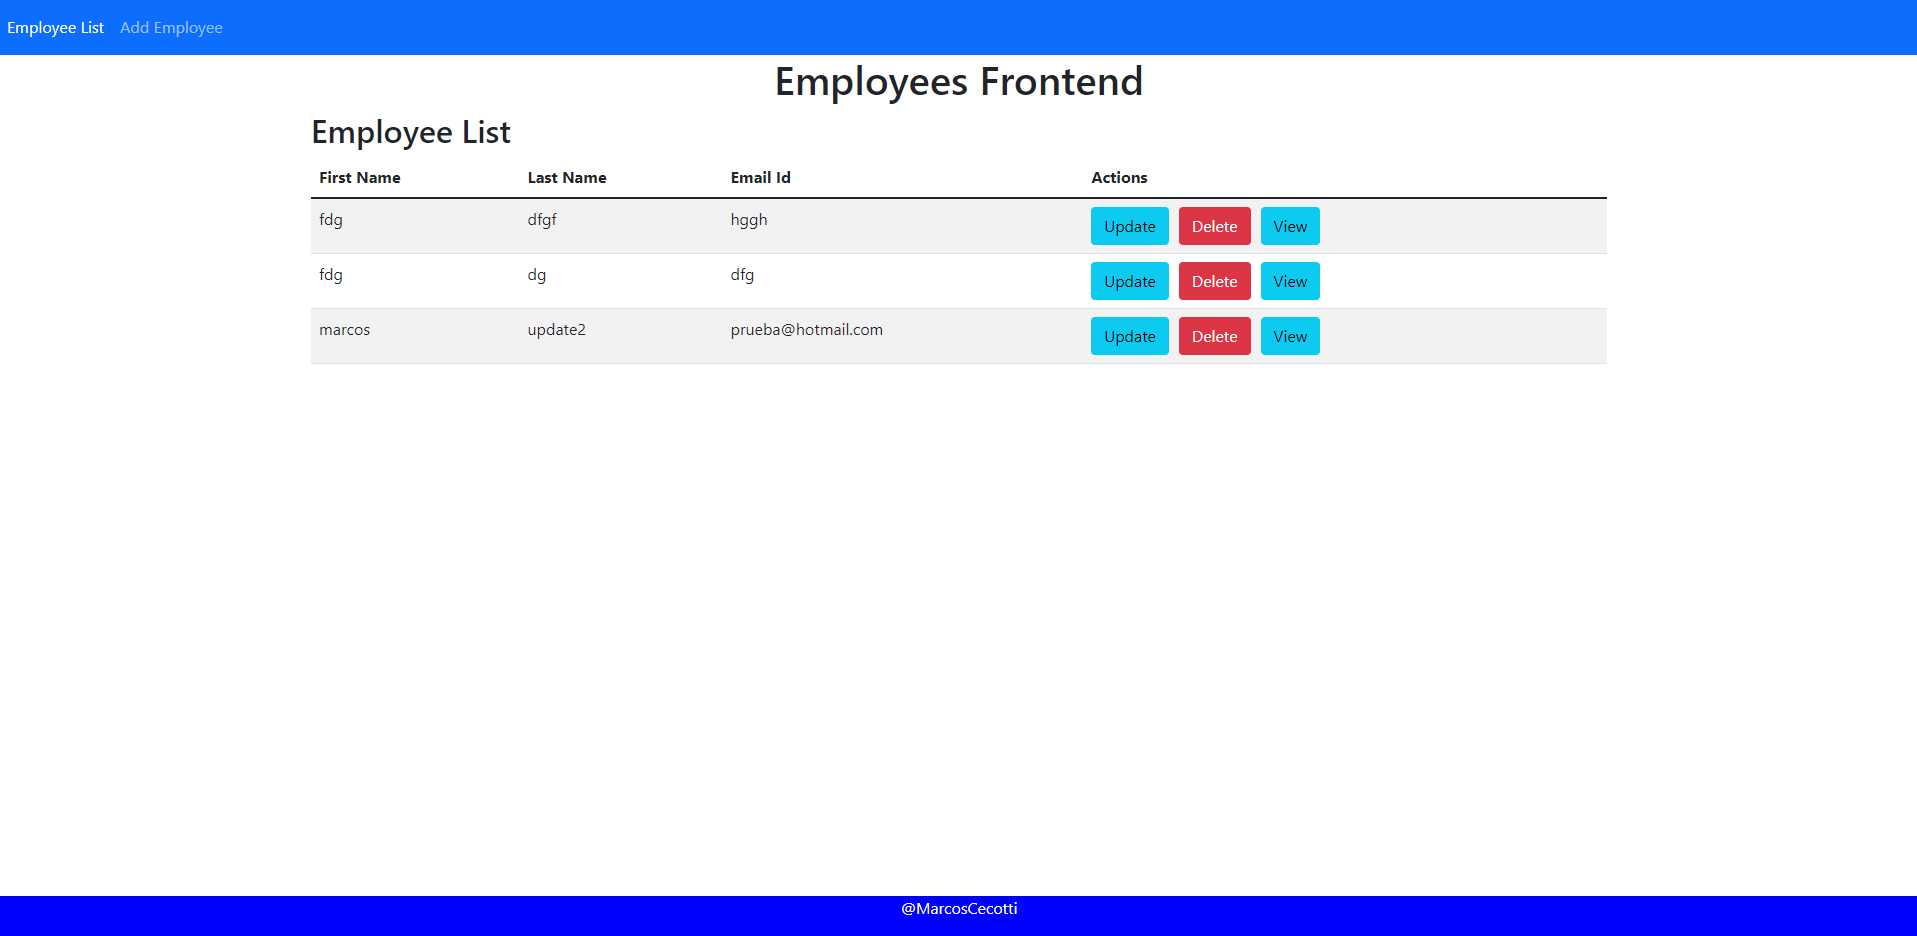 Employee List Add Employee
Employees Frontend
Employee List
First Name Last Name Email Id Actions
fdg dfgf hggh Update Delete View
fdg dg dfg Update Delete View
marcos update2 prueba@hotmail.com Update Delete View
@MarcosCecotti